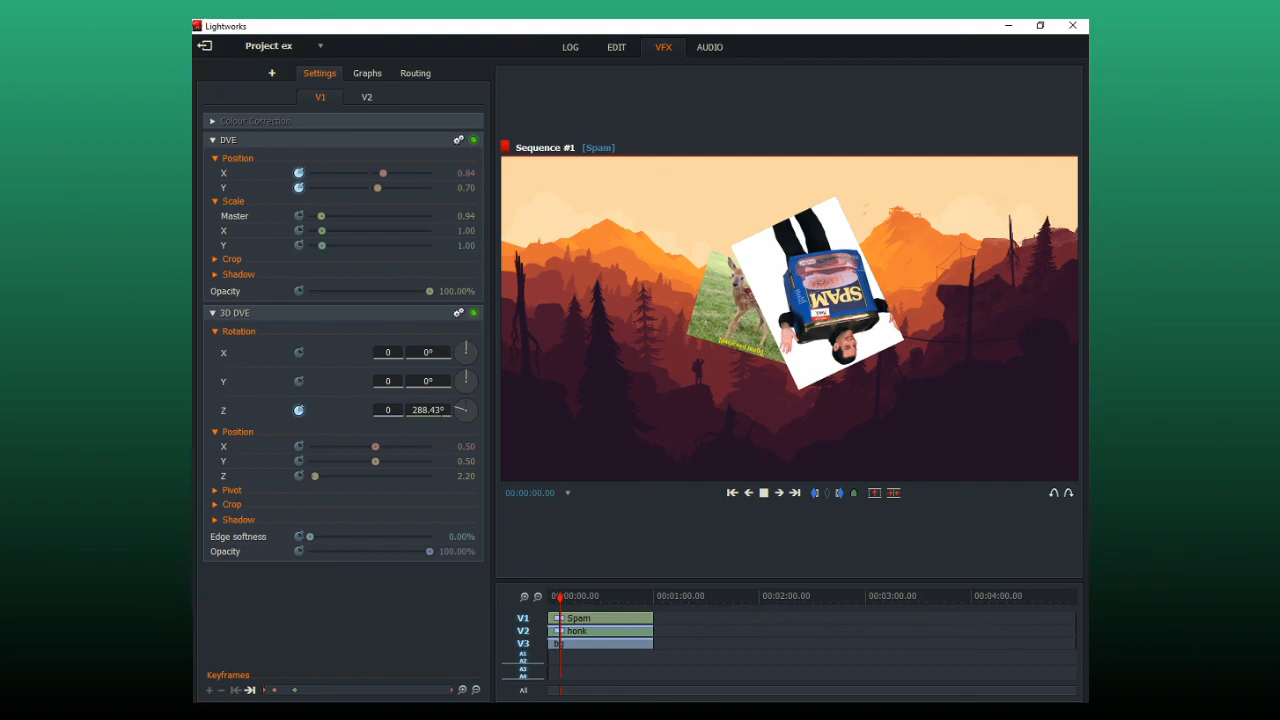 Lightworks
Project ex
LOG EDIT VFX AUDIO
+ Settings Graphs Routing
V1 V2
Colour Correction
DVE
Position
X 0.84
Y 0.70
Scale
Master 0.94
X 1.00
Y 1.00
Crop
Shadow
Opacity 100.00%
3D DVE
Rotation
X 0 0°
Y 0 0°
Z 0 288.43°
Position
X 0.50
Y 0.50
Z 2.20
Pivot
Crop
Shadow
Edge softness 0.00%
Opacity 100.00%
Keyframes
Sequence #1 [Spam]
SPAM
00:00:00.00
00:00:00.00 00:01:00.00 00:02:00.00 00:03:00.00 00:04:00.00
V1 Spam
V2 honk
V3 bg
A1
A2
A3
A4
All